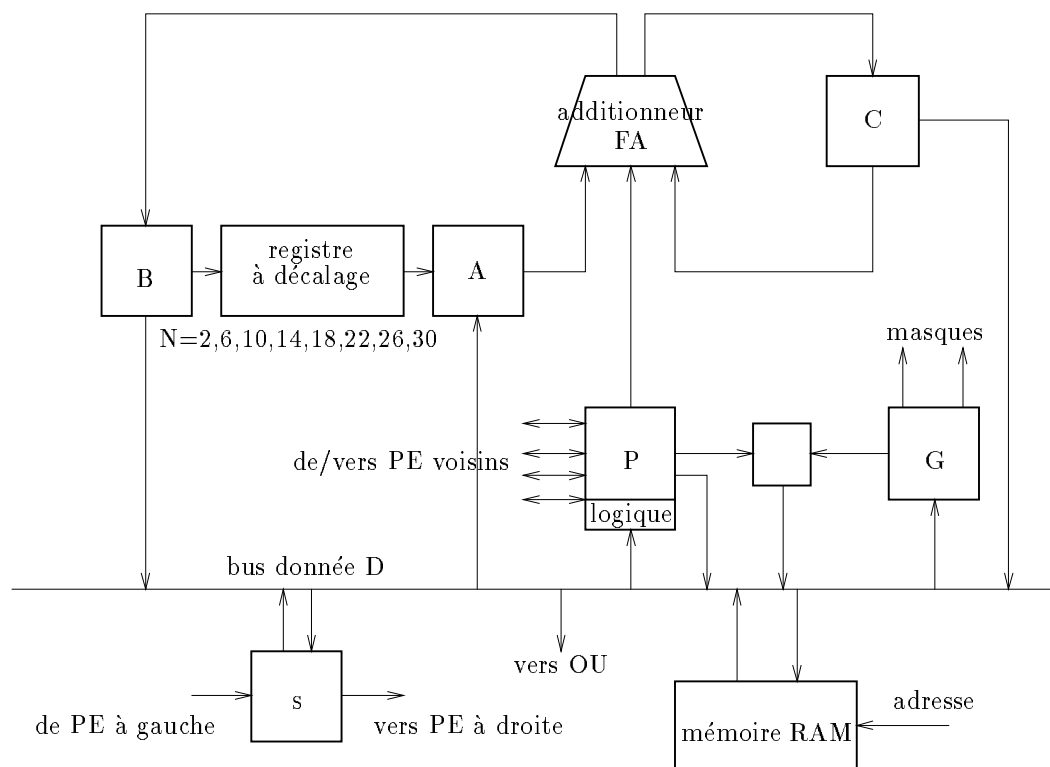 additionneur
FA
C
B
registre
à décalage
A
N=2,6,10,14,18,22,26,30
masques
de/vers PE voisins
P
G
logique
bus donnée D
vers OU
s
de PE à gauche
vers PE à droite
adresse
mémoire RAM